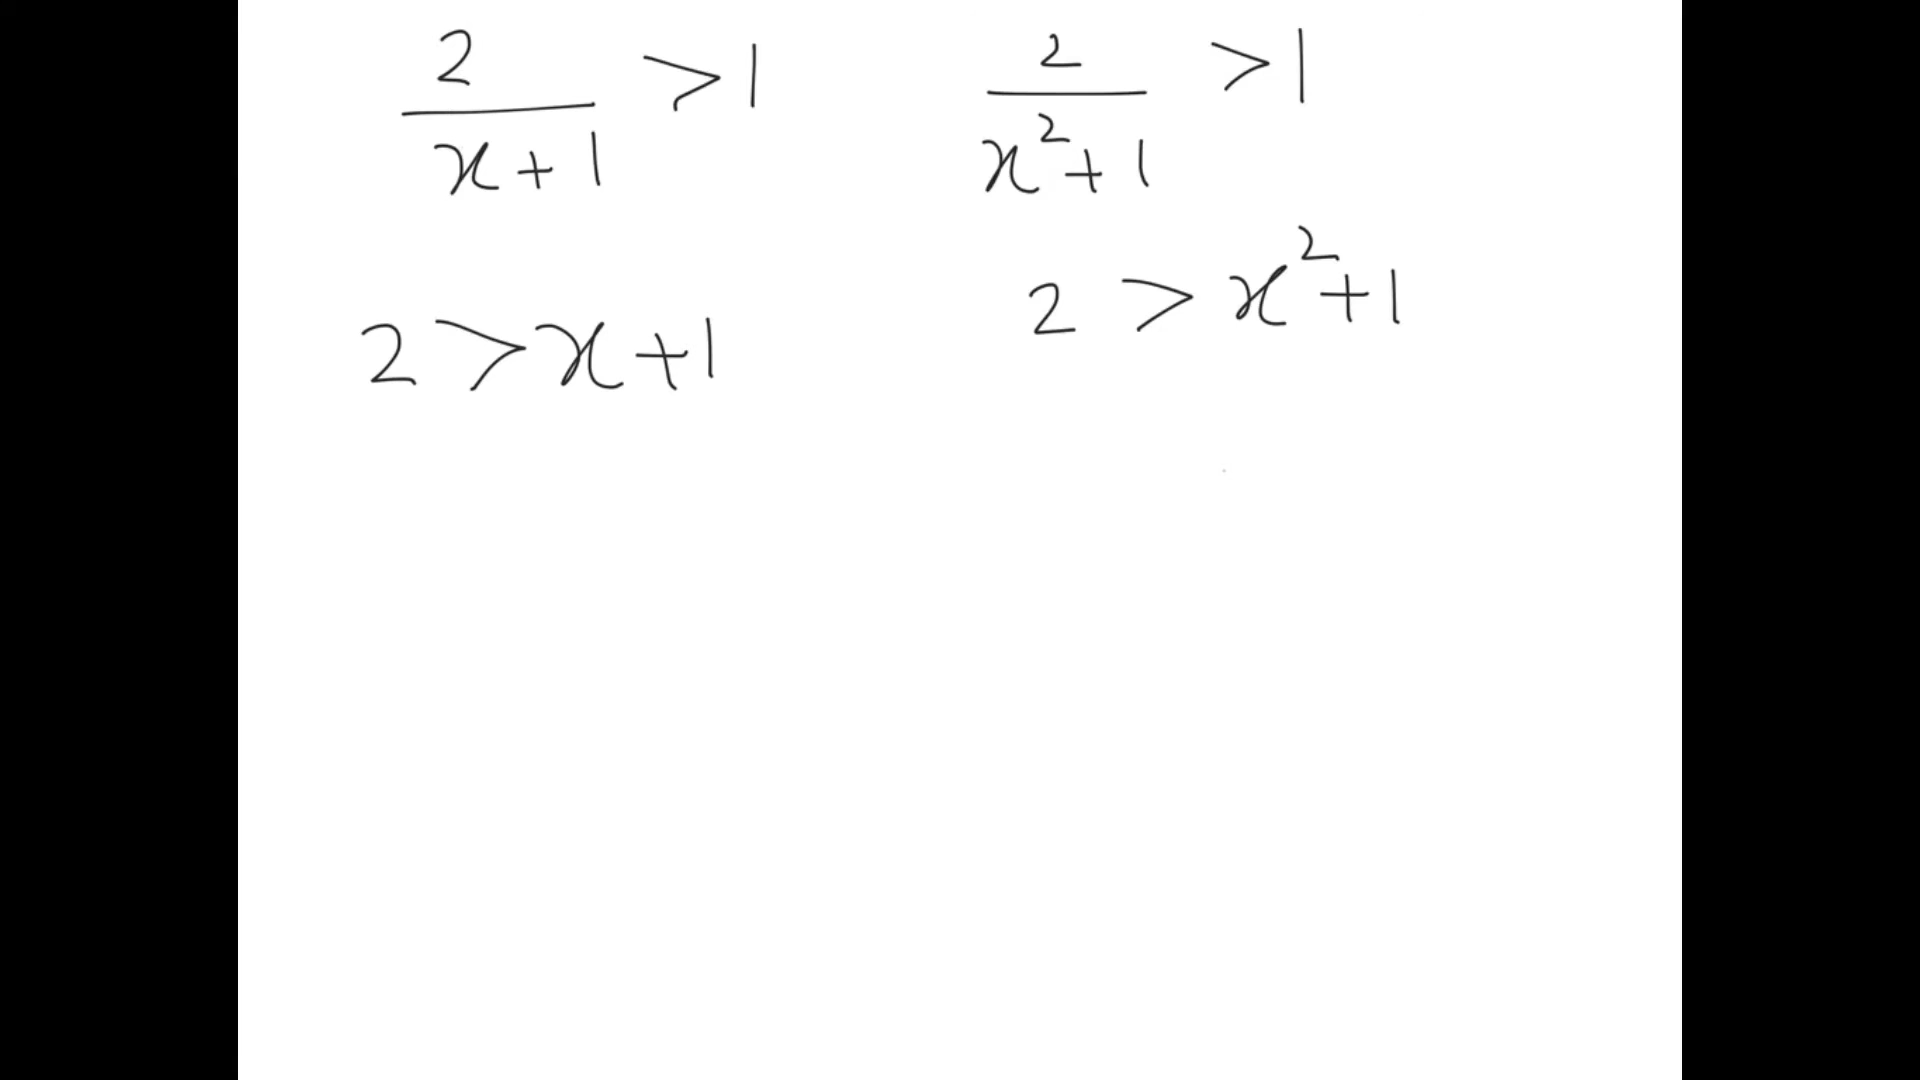 2/(x+1) > 1
2 > x+1
2/(x²+1) > 1
2 > x²+1